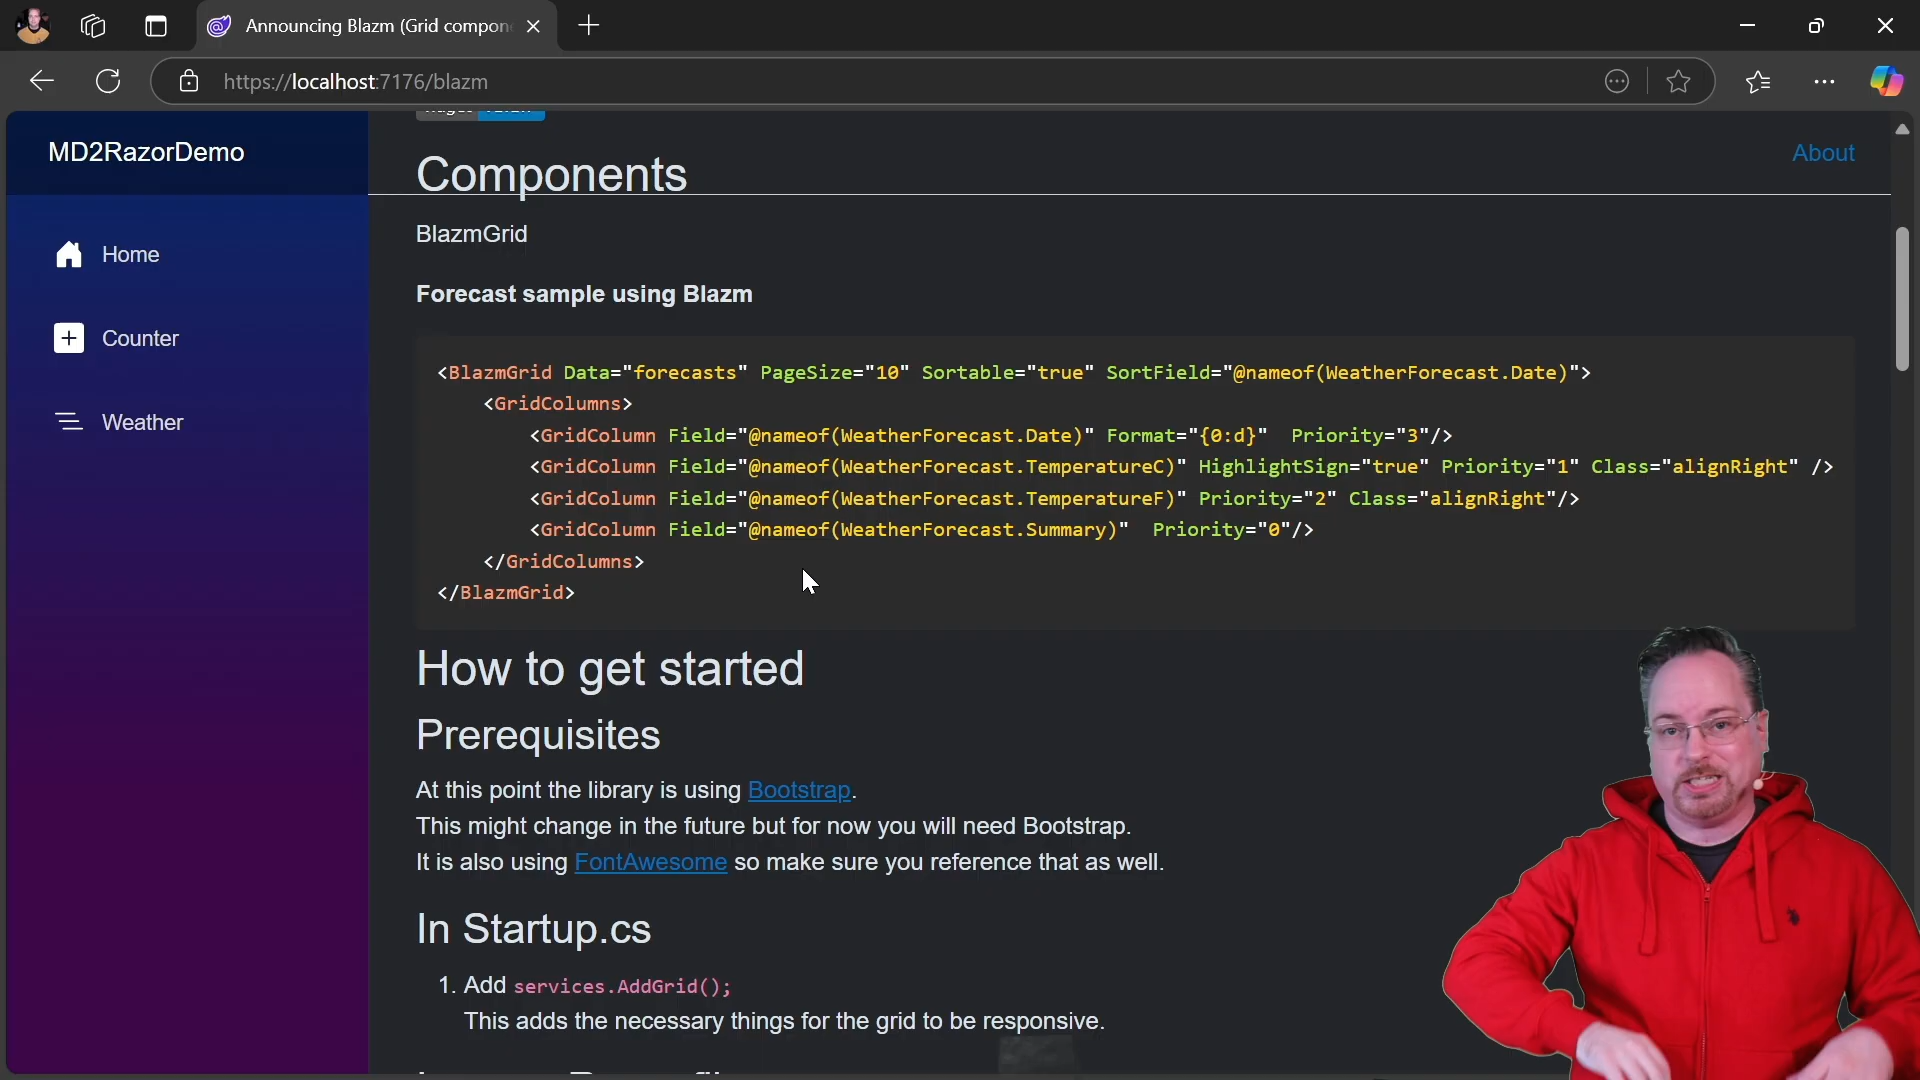 Announcing Blazm (Grid compon
https://localhost:7176/blazm
MD2RazorDemo
About
Components
Home
BlazmGrid
Forecast sample using Blazm
Counter
Weather
<BlazmGrid Data="forecasts" PageSize="10" Sortable="true" SortField="@nameof(WeatherForecast.Date)">
<GridColumns>
<GridColumn Field="@nameof(WeatherForecast.Date)" Format="{0:d}" Priority="3"/>
<GridColumn Field="@nameof(WeatherForecast.TemperatureC)" HighlightSign="true" Priority="1" Class="alignRight" />
<GridColumn Field="@nameof(WeatherForecast.TemperatureF)" Priority="2" Class="alignRight"/>
<GridColumn Field="@nameof(WeatherForecast.Summary)" Priority="0"/>
</GridColumns>
</BlazmGrid>
How to get started
Prerequisites
At this point the library is using Bootstrap.
This might change in the future but for now you will need Bootstrap.
It is also using FontAwesome so make sure you reference that as well.
In Startup.cs
1. Add services.AddGrid();
This adds the necessary things for the grid to be responsive.